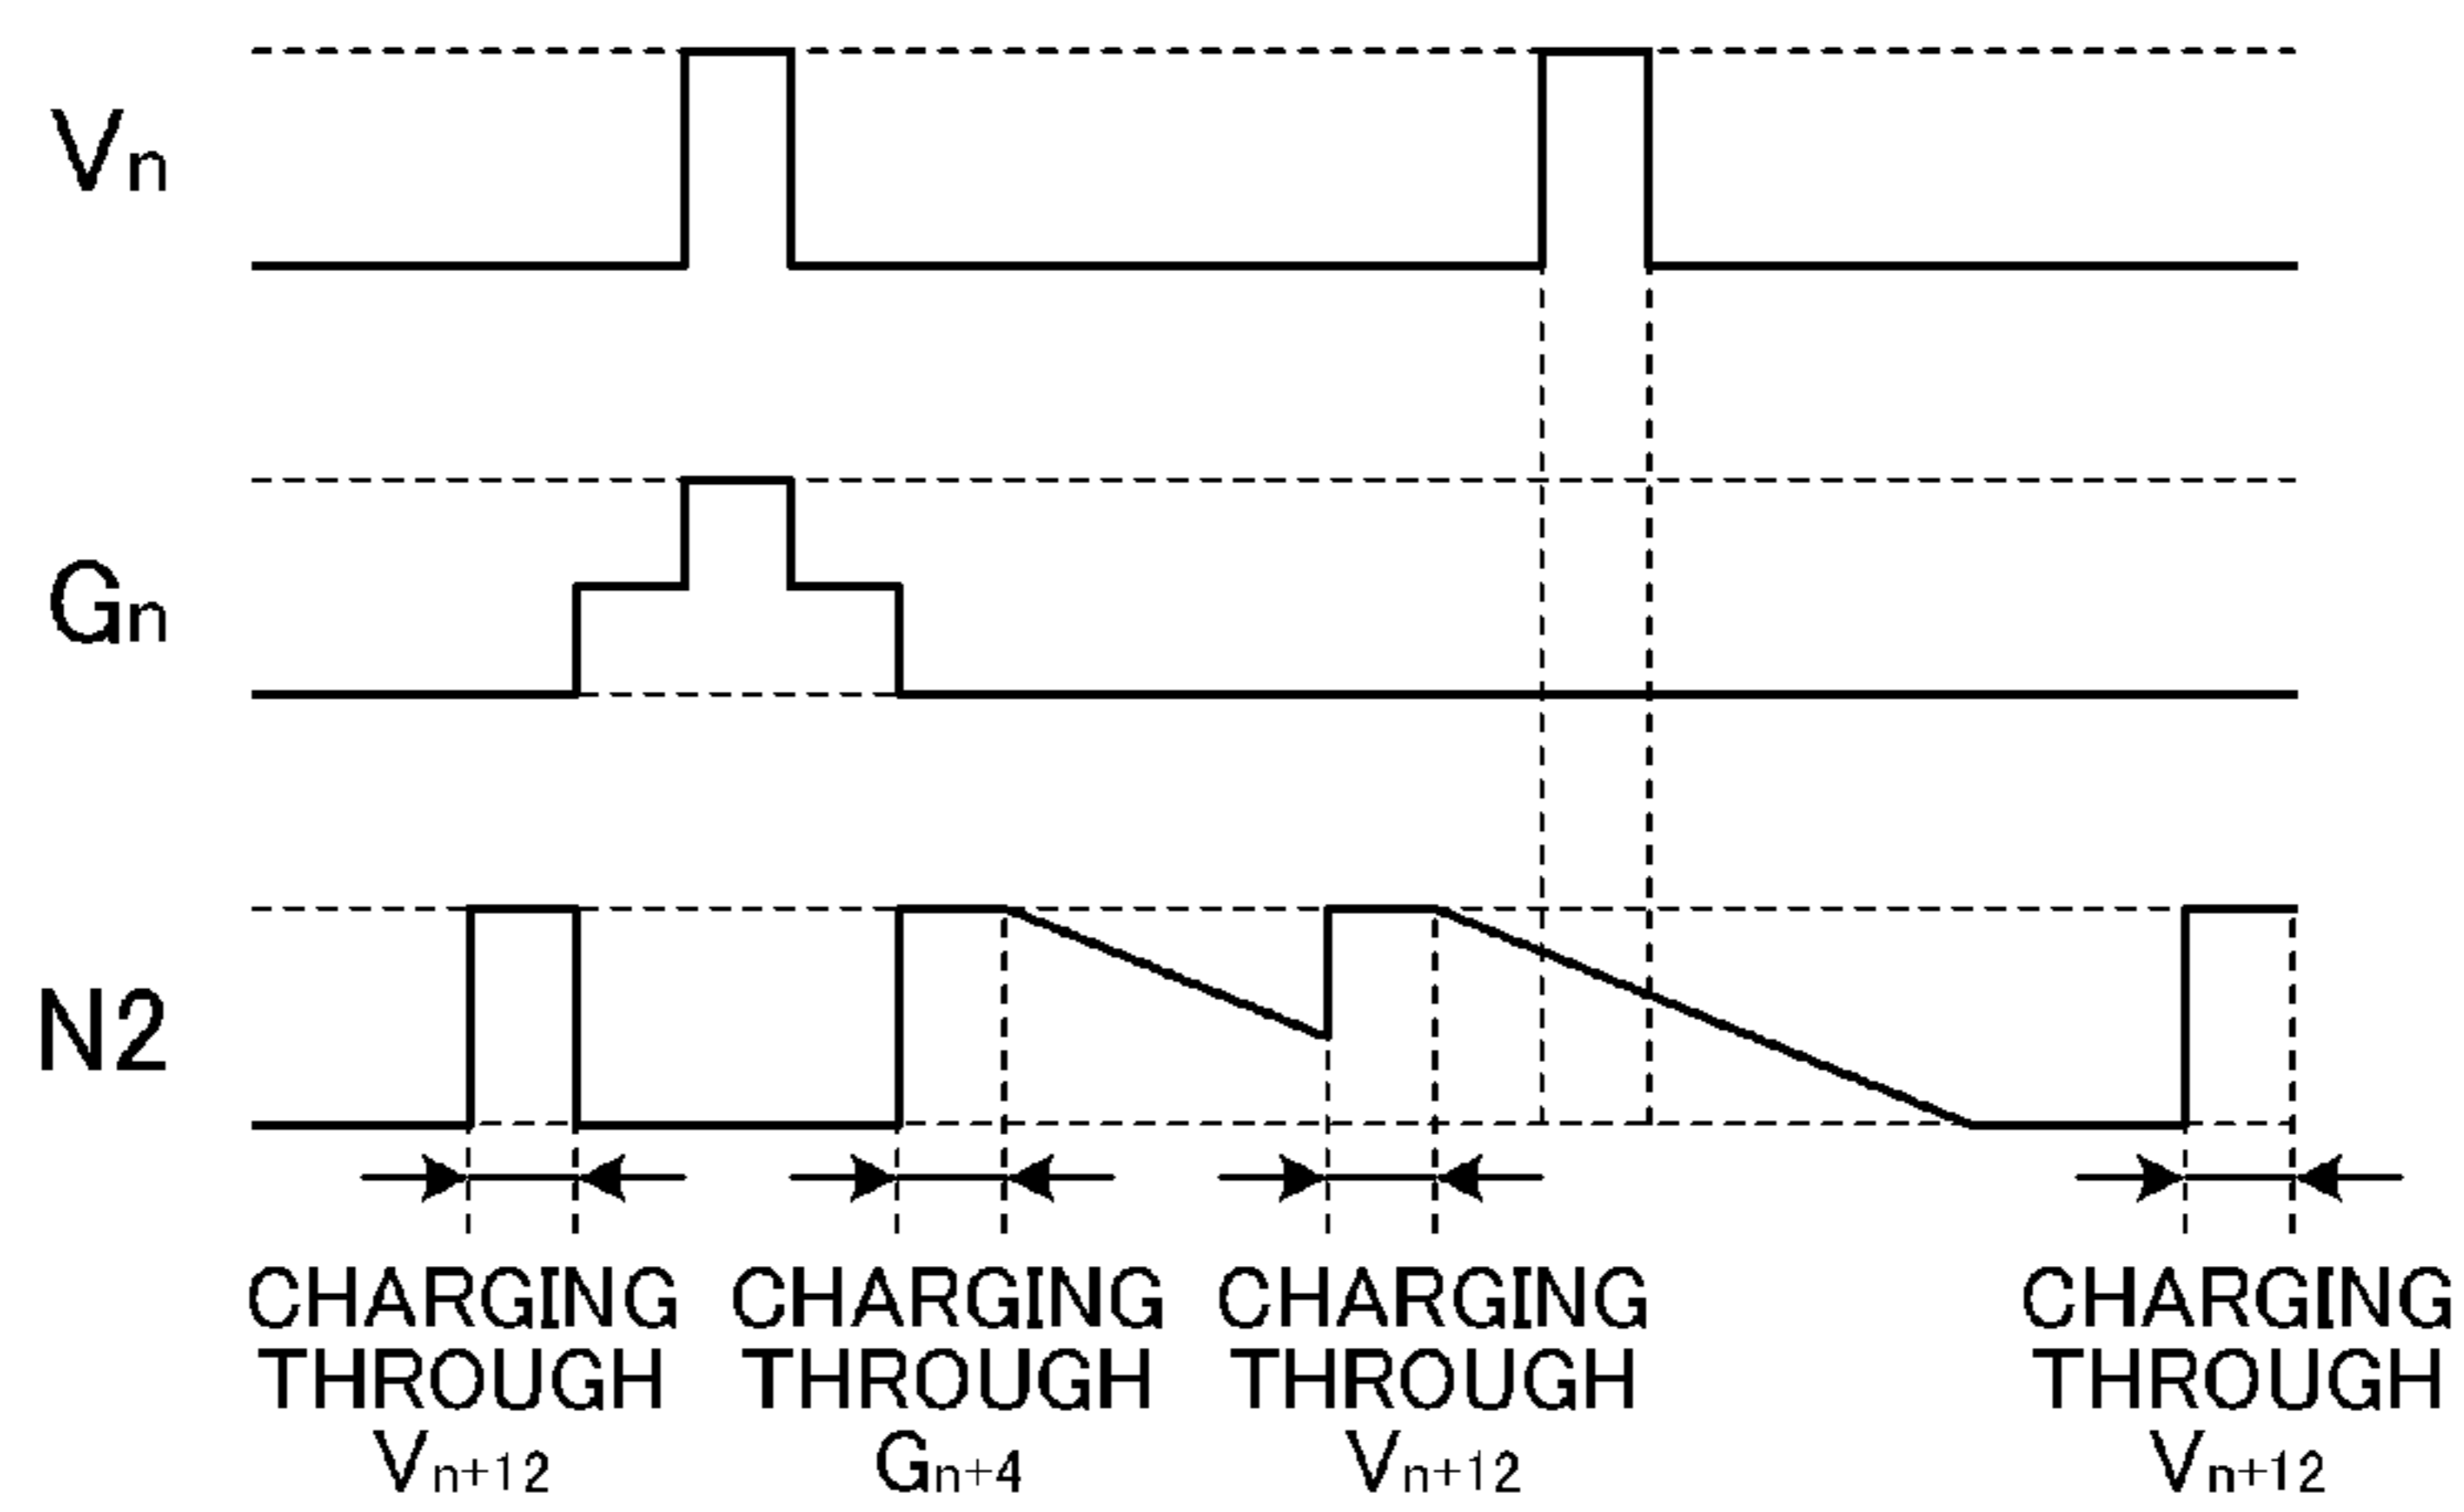 Vn
Gn
N2
CHARGING THROUGH Vn+12
CHARGING THROUGH Gn+4
CHARGING THROUGH Vn+12
CHARGING THROUGH Vn+12